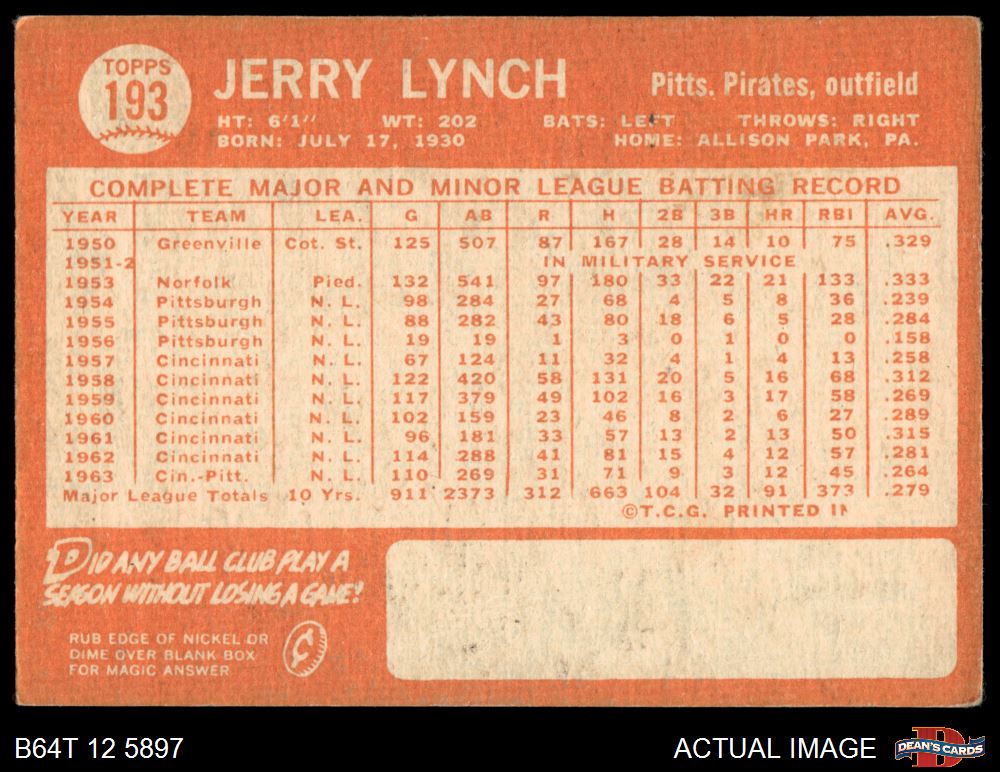 TOPPS
193
JERRY LYNCH
Pitts. Pirates, outfield
HT: 6'1" WT: 202 BATS: LEFT THROWS: RIGHT
BORN: JULY 17, 1930 HOME: ALLISON PARK, PA.
COMPLETE MAJOR AND MINOR LEAGUE BATTING RECORD
YEAR TEAM LEA. G AB R H 2B 3B HR RBI AVG.
1950 Greenville Cot. St. 125 507 87 167 28 14 10 75 .329
1951-2 IN MILITARY SERVICE
1953 Norfolk Pied. 132 541 97 180 33 22 21 133 .333
1954 Pittsburgh N. L. 98 284 27 68 4 5 8 36 .239
1955 Pittsburgh N. L. 88 282 43 80 18 6 5 28 .284
1956 Pittsburgh N. L. 19 19 1 3 0 1 0 0 .158
1957 Cincinnati N. L. 67 124 11 32 4 1 4 13 .258
1958 Cincinnati N. L. 122 420 58 131 20 5 16 68 .312
1959 Cincinnati N. L. 117 379 49 102 16 3 17 58 .269
1960 Cincinnati N. L. 102 159 23 46 8 2 6 27 .289
1961 Cincinnati N. L. 96 181 33 57 13 2 13 50 .315
1962 Cincinnati N. L. 114 288 41 81 15 4 12 57 .281
1963 Cin.-Pitt. N. L. 110 269 31 71 9 3 12 45 .264
Major League Totals 10 Yrs. 911 2373 312 663 104 32 91 373 .279
©T.C.G. PRINTED IN
DID ANY BALL CLUB PLAY A
SEASON WITHOUT LOSING A GAME?
RUB EDGE OF NICKEL OR
DIME OVER BLANK BOX
FOR MAGIC ANSWER
¢
B64T 12 5897
ACTUAL IMAGE
D
DEAN'S CARDS